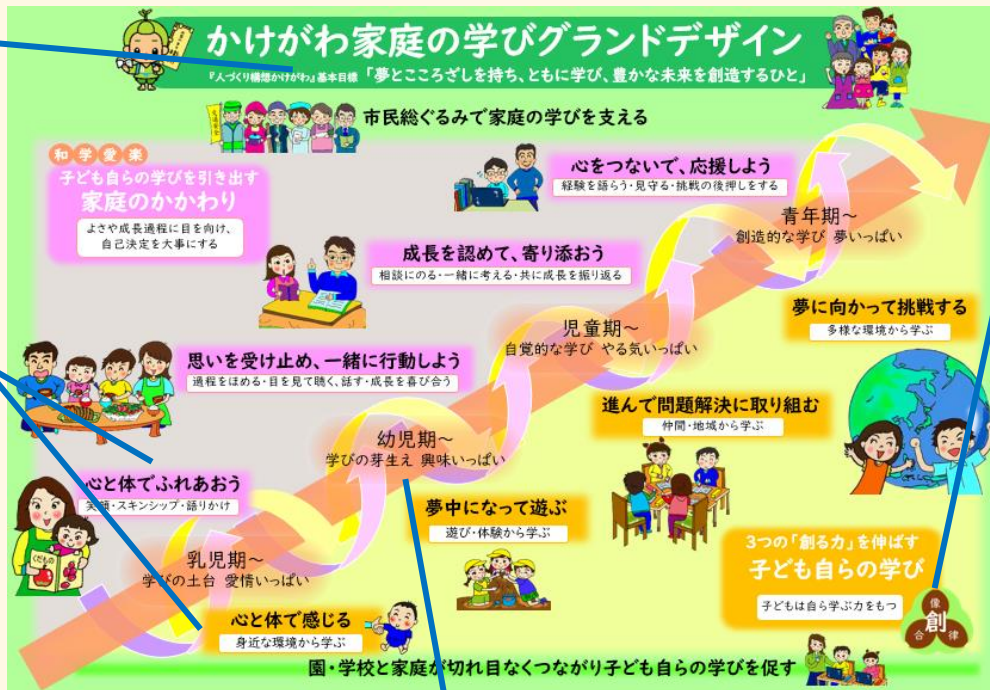 かけがわ家庭の学びグランドデザイン
『人づくり構想かけがわ』基本目標「夢とこころざしを持ち、ともに学び、豊かな未来を創造するひと」
市民総ぐるみで家庭の学びを支える
和学愛楽
子ども自らの学びを引き出す
家庭のかかわり
よさや成長過程に目を向け、
自己決定を大事にする
心をつないで、応援しよう
経験を語らう・見守る・挑戦の後押しをする
青年期~
創造的な学び 夢いっぱい
成長を認めて、寄り添おう
相談にのる・一緒に考える・共に成長を振り返る
夢に向かって挑戦する
多様な環境から学ぶ
児童期~
自覚的な学び やる気いっぱい
思いを受け止め、一緒に行動しよう
過程をほめる・目を見て聴く、話す・成長を喜び合う
進んで問題解決に取り組む
仲間・地域から学ぶ
幼児期~
学びの芽生え 興味いっぱい
心と体でふれあおう
笑顔・スキンシップ・語りかけ
くだもの
夢中になって遊ぶ
遊び・体験から学ぶ
乳児期~
学びの土台 愛情いっぱい
3つの「創る力」を伸ばす
子ども自らの学び
子どもは自ら学ぶ力をもつ
像
創
合 律
心と体で感じる
身近な環境から学ぶ
園・学校と家庭が切れ目なくつながり子ども自らの学びを促す